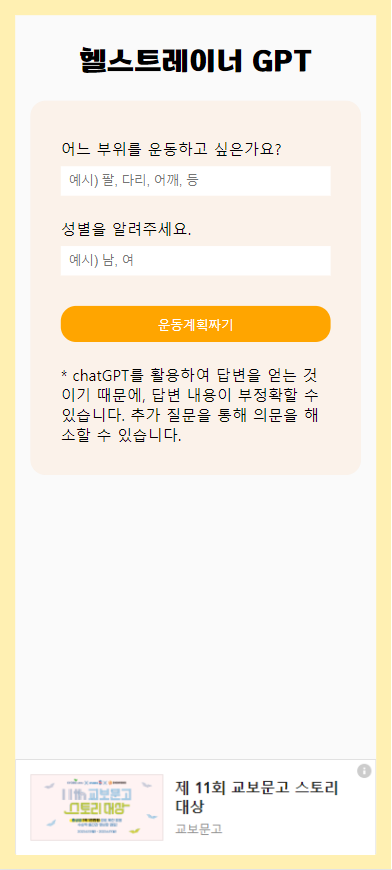 헬스트레이너 GPT
어느 부위를 운동하고 싶은가요?
예시) 팔, 다리, 어깨, 등
성별을 알려주세요.
예시) 남, 여
운동계획짜기
* chatGPT를 활용하여 답변을 얻는 것
이기 때문에, 답변 내용이 부정확할 수
있습니다. 추가 질문을 통해 의문을 해
소할 수 있습니다.
11th 교보문고
스토리 대상
제 11회 교보문고 스토리
대상
교보문고